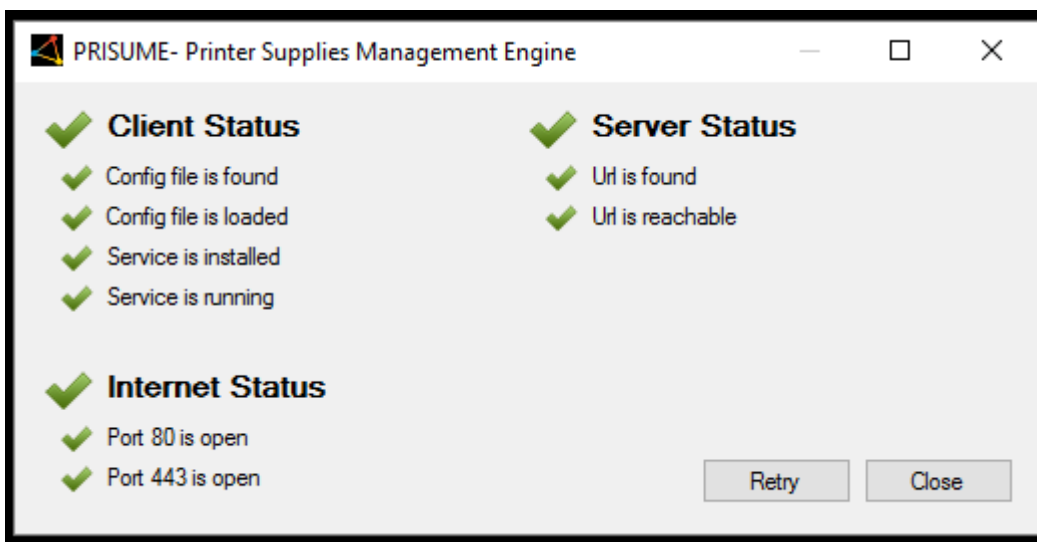 PRISUME- Printer Supplies Management Engine
Client Status
Config file is found
Config file is loaded
Service is installed
Service is running
Server Status
Url is found
Url is reachable
Internet Status
Port 80 is open
Port 443 is open
Retry
Close